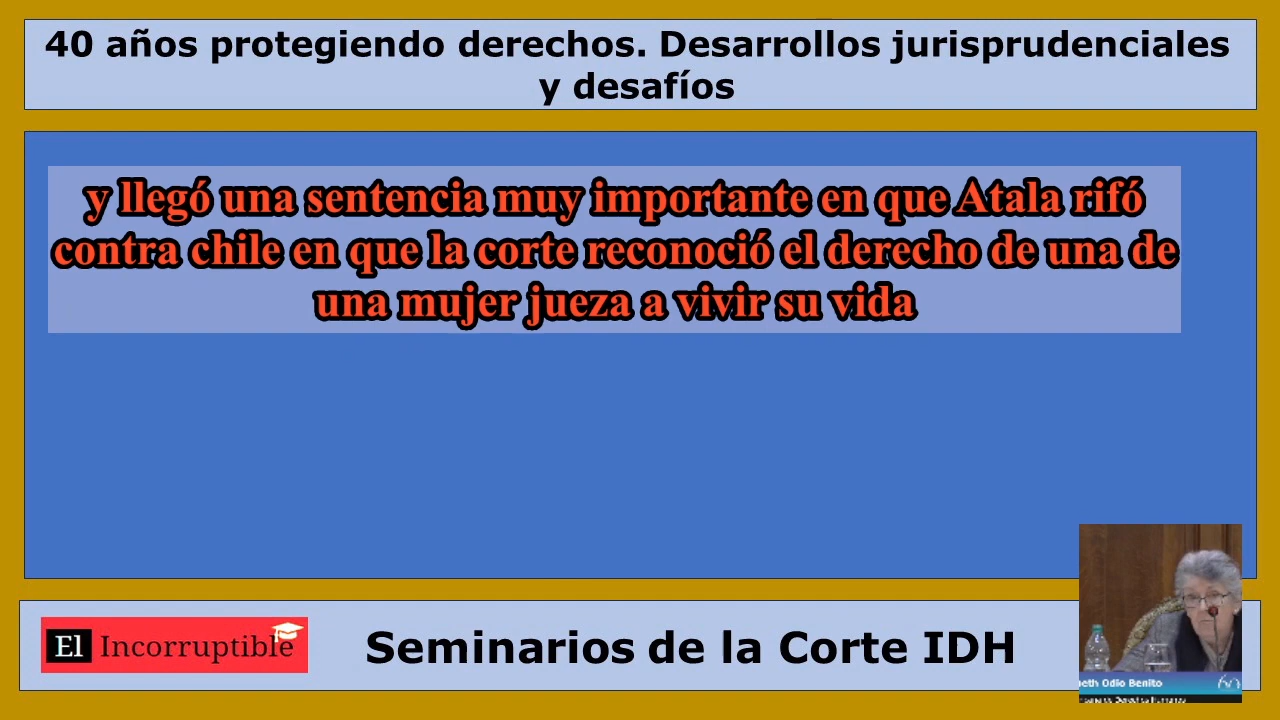 40 años protegiendo derechos. Desarrollos jurisprudenciales
y desafíos
y llegó una sentencia muy importante en que Atala rifó
contra chile en que la corte reconoció el derecho de una de
una mujer jueza a vivir su vida
El Incorruptible
Seminarios de la Corte IDH
Odio Benito